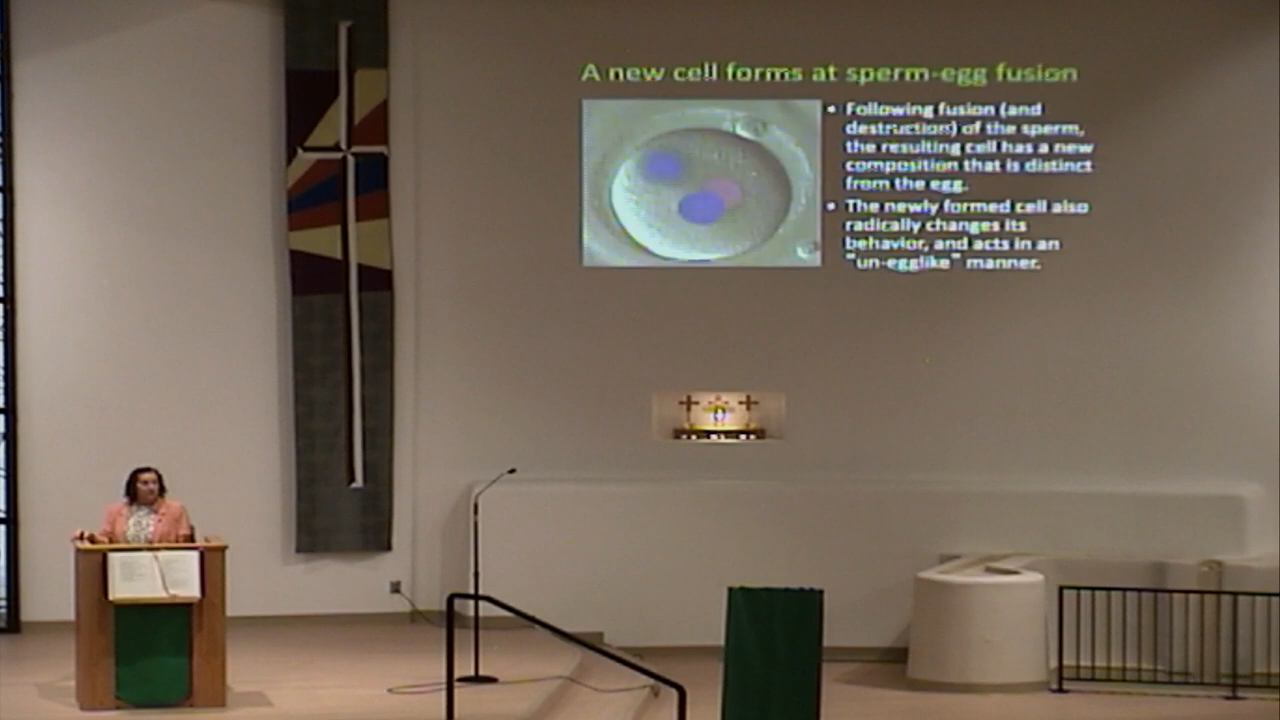 A new cell forms at sperm-egg fusion
• Following fusion (and
destruction) of the sperm,
the resulting cell has a new
composition that is distinct
from the egg.
• The newly formed cell also
radically changes its
behavior, and acts in an
"un-egglike" manner.